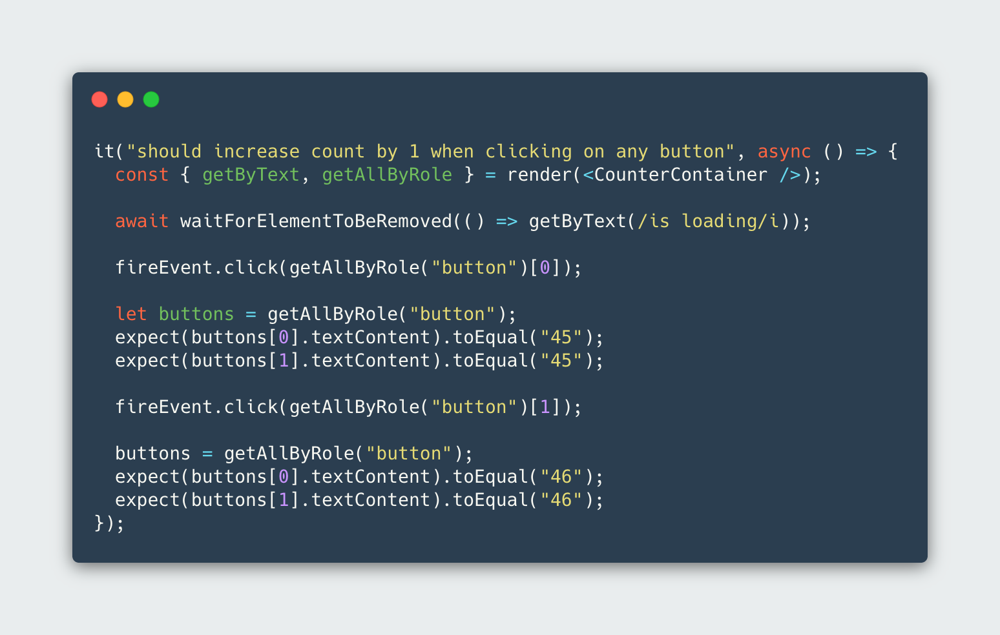 it("should increase count by 1 when clicking on any button", async () => {
  const { getByText, getAllByRole } = render(<CounterContainer />);

  await waitForElementToBeRemoved(() => getByText(/is loading/i));

  fireEvent.click(getAllByRole("button")[0]);

  let buttons = getAllByRole("button");
  expect(buttons[0].textContent).toEqual("45");
  expect(buttons[1].textContent).toEqual("45");

  fireEvent.click(getAllByRole("button")[1]);

  buttons = getAllByRole("button");
  expect(buttons[0].textContent).toEqual("46");
  expect(buttons[1].textContent).toEqual("46");
});